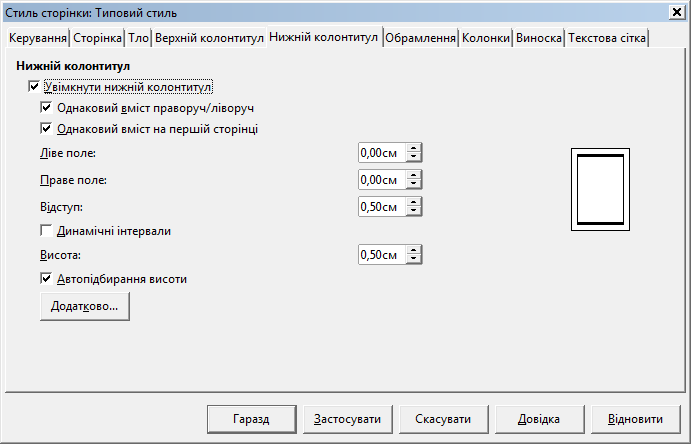 Стиль сторінки: Типовий стиль
Керування Сторінка Тло Верхній колонтитул Нижній колонтитул Обрамлення Колонки Виноска Текстова сітка
Нижній колонтитул
Увімкнути нижній колонтитул
Однаковий вміст праворуч/ліворуч
Однаковий вміст на першій сторінці
Ліве поле: 0,00см
Праве поле: 0,00см
Відступ: 0,50см
Динамічні інтервали
Висота: 0,50см
Автопідбирання висоти
Додатково...
Гаразд Застосувати Скасувати Довідка Відновити